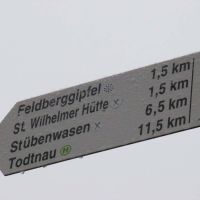 Feldberggipfel 1,5 km
St. Wilhelmer Hütte 1,5 km
Stübenwasen 6,5 km
Todtnau H 11,5 km